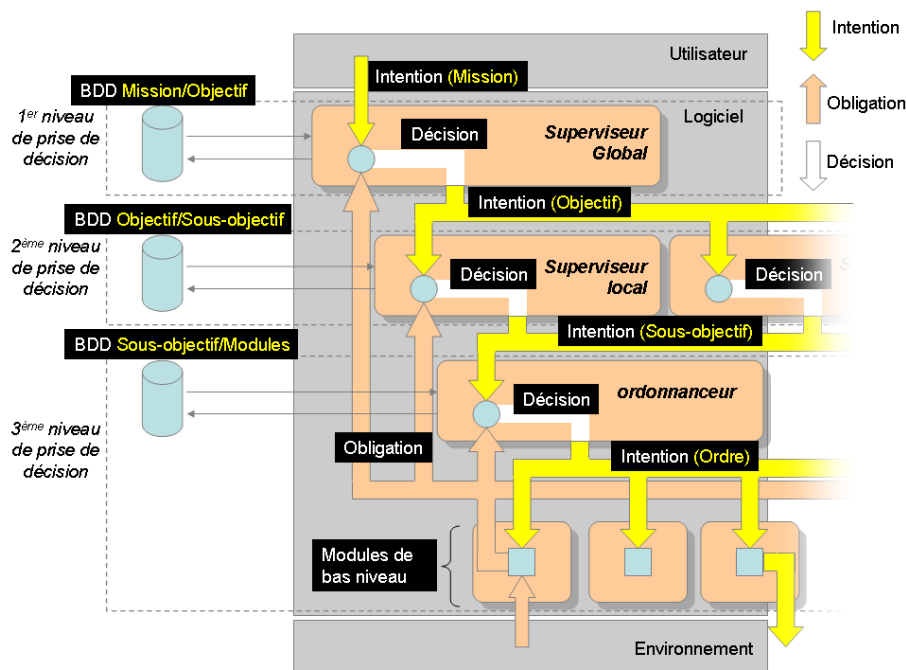 Utilisateur
Intention
Intention (Mission)
BDD Mission/Objectif
1er niveau
de prise de
décision
Décision
Superviseur
Global
Logiciel
Obligation
Décision
Intention (Objectif)
BDD Objectif/Sous-objectif
2ème niveau
de prise de
décision
Décision
Superviseur
local
Décision
S
Intention (Sous-objectif)
BDD Sous-objectif/Modules
ordonnanceur
Décision
3ème niveau
de prise de
décision
Obligation
Intention (Ordre)
Modules de
bas niveau
Environnement